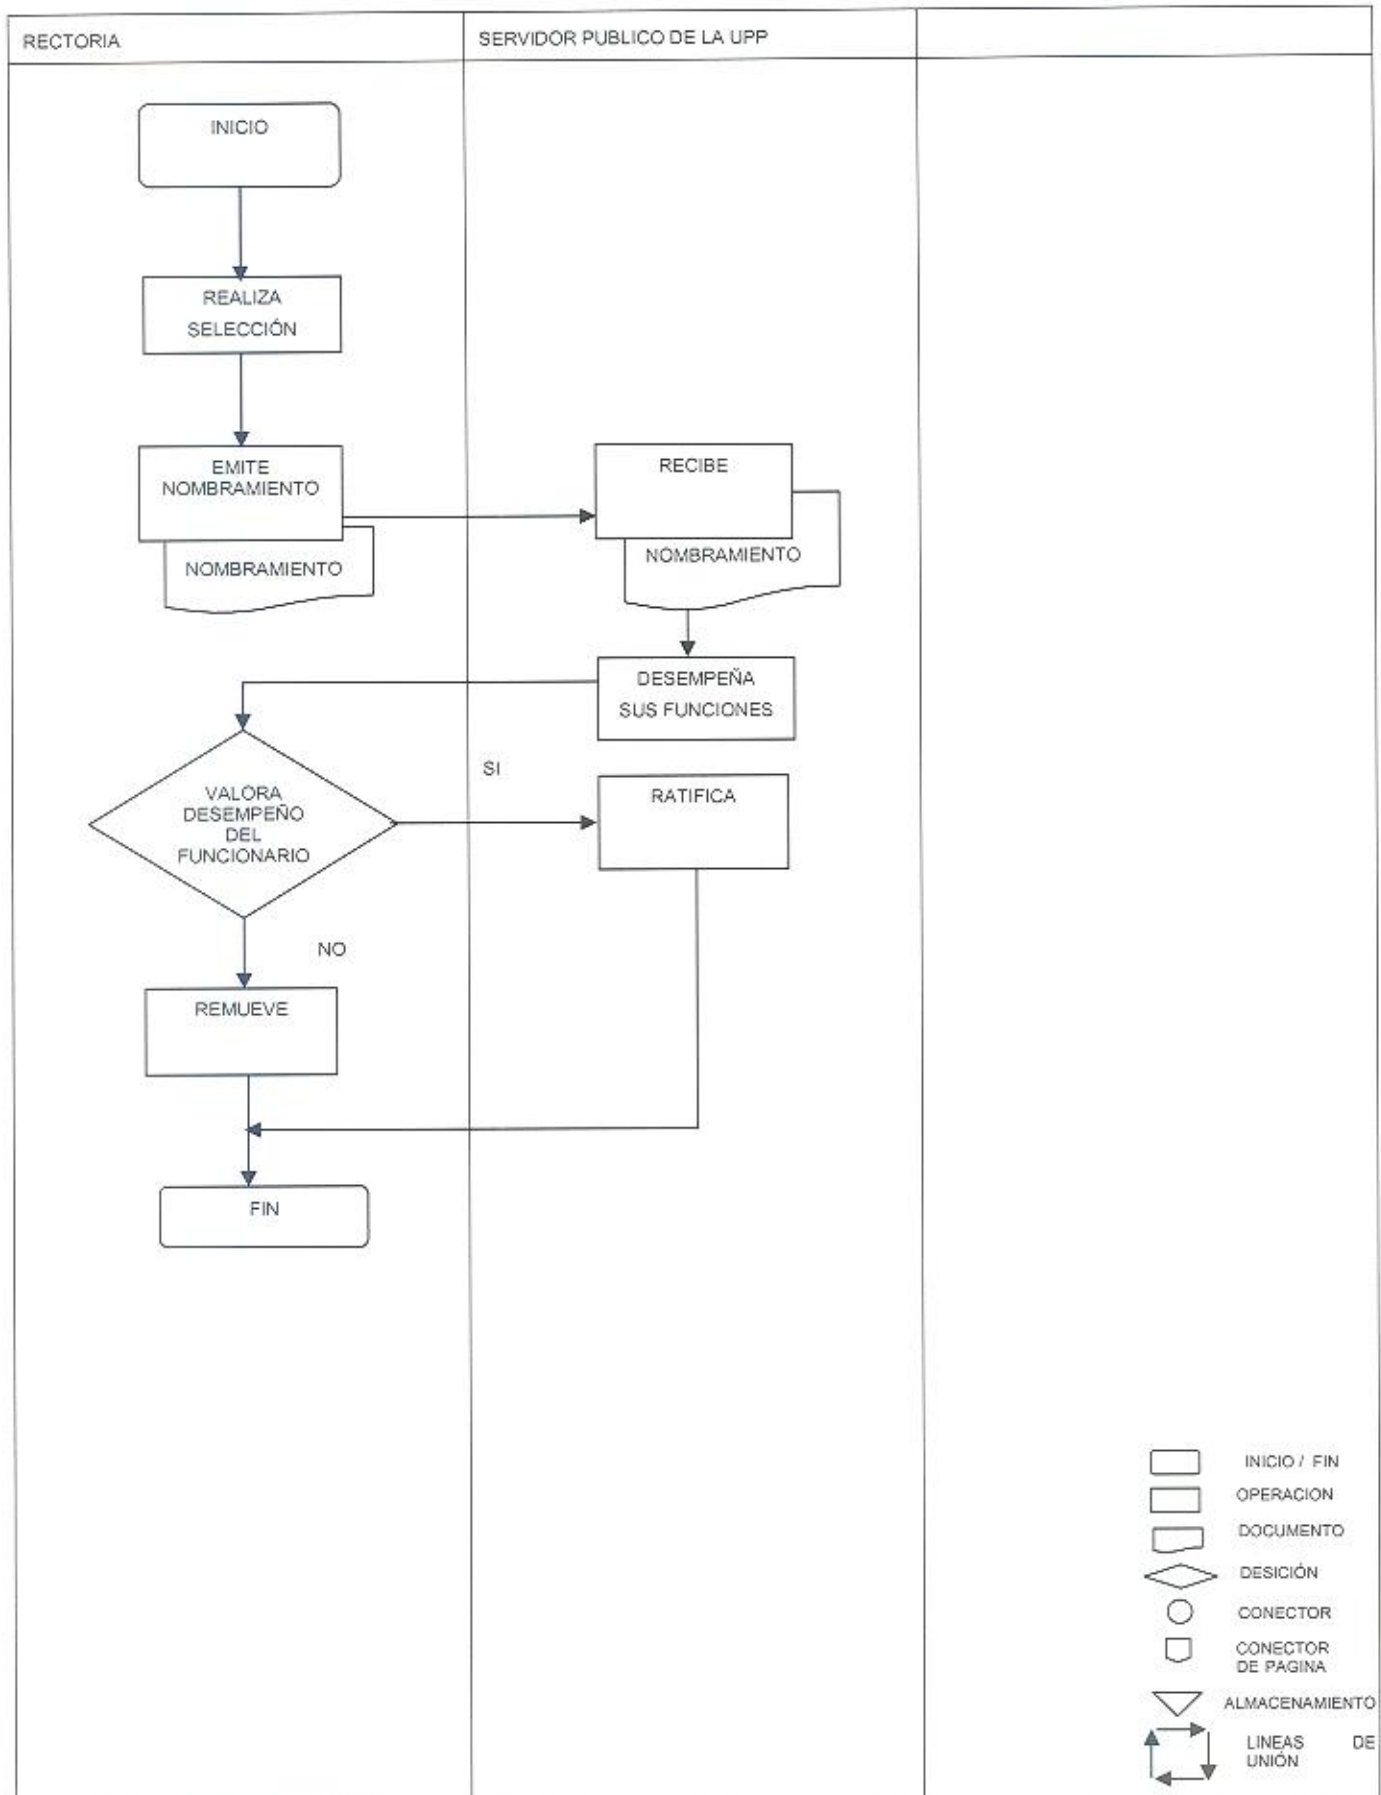 RECTORIA
SERVIDOR PUBLICO DE LA UPP
INICIO
REALIZA
SELECCIÓN
EMITE
NOMBRAMIENTO
NOMBRAMIENTO
RECIBE
NOMBRAMIENTO
DESEMPEÑA
SUS FUNCIONES
VALORA
DESEMPEÑO
DEL
FUNCIONARIO
SI
RATIFICA
NO
REMUEVE
FIN
INICIO / FIN
OPERACION
DOCUMENTO
DESICIÓN
CONECTOR
CONECTOR
DE PAGINA
ALMACENAMIENTO
LINEAS DE
UNIÓN